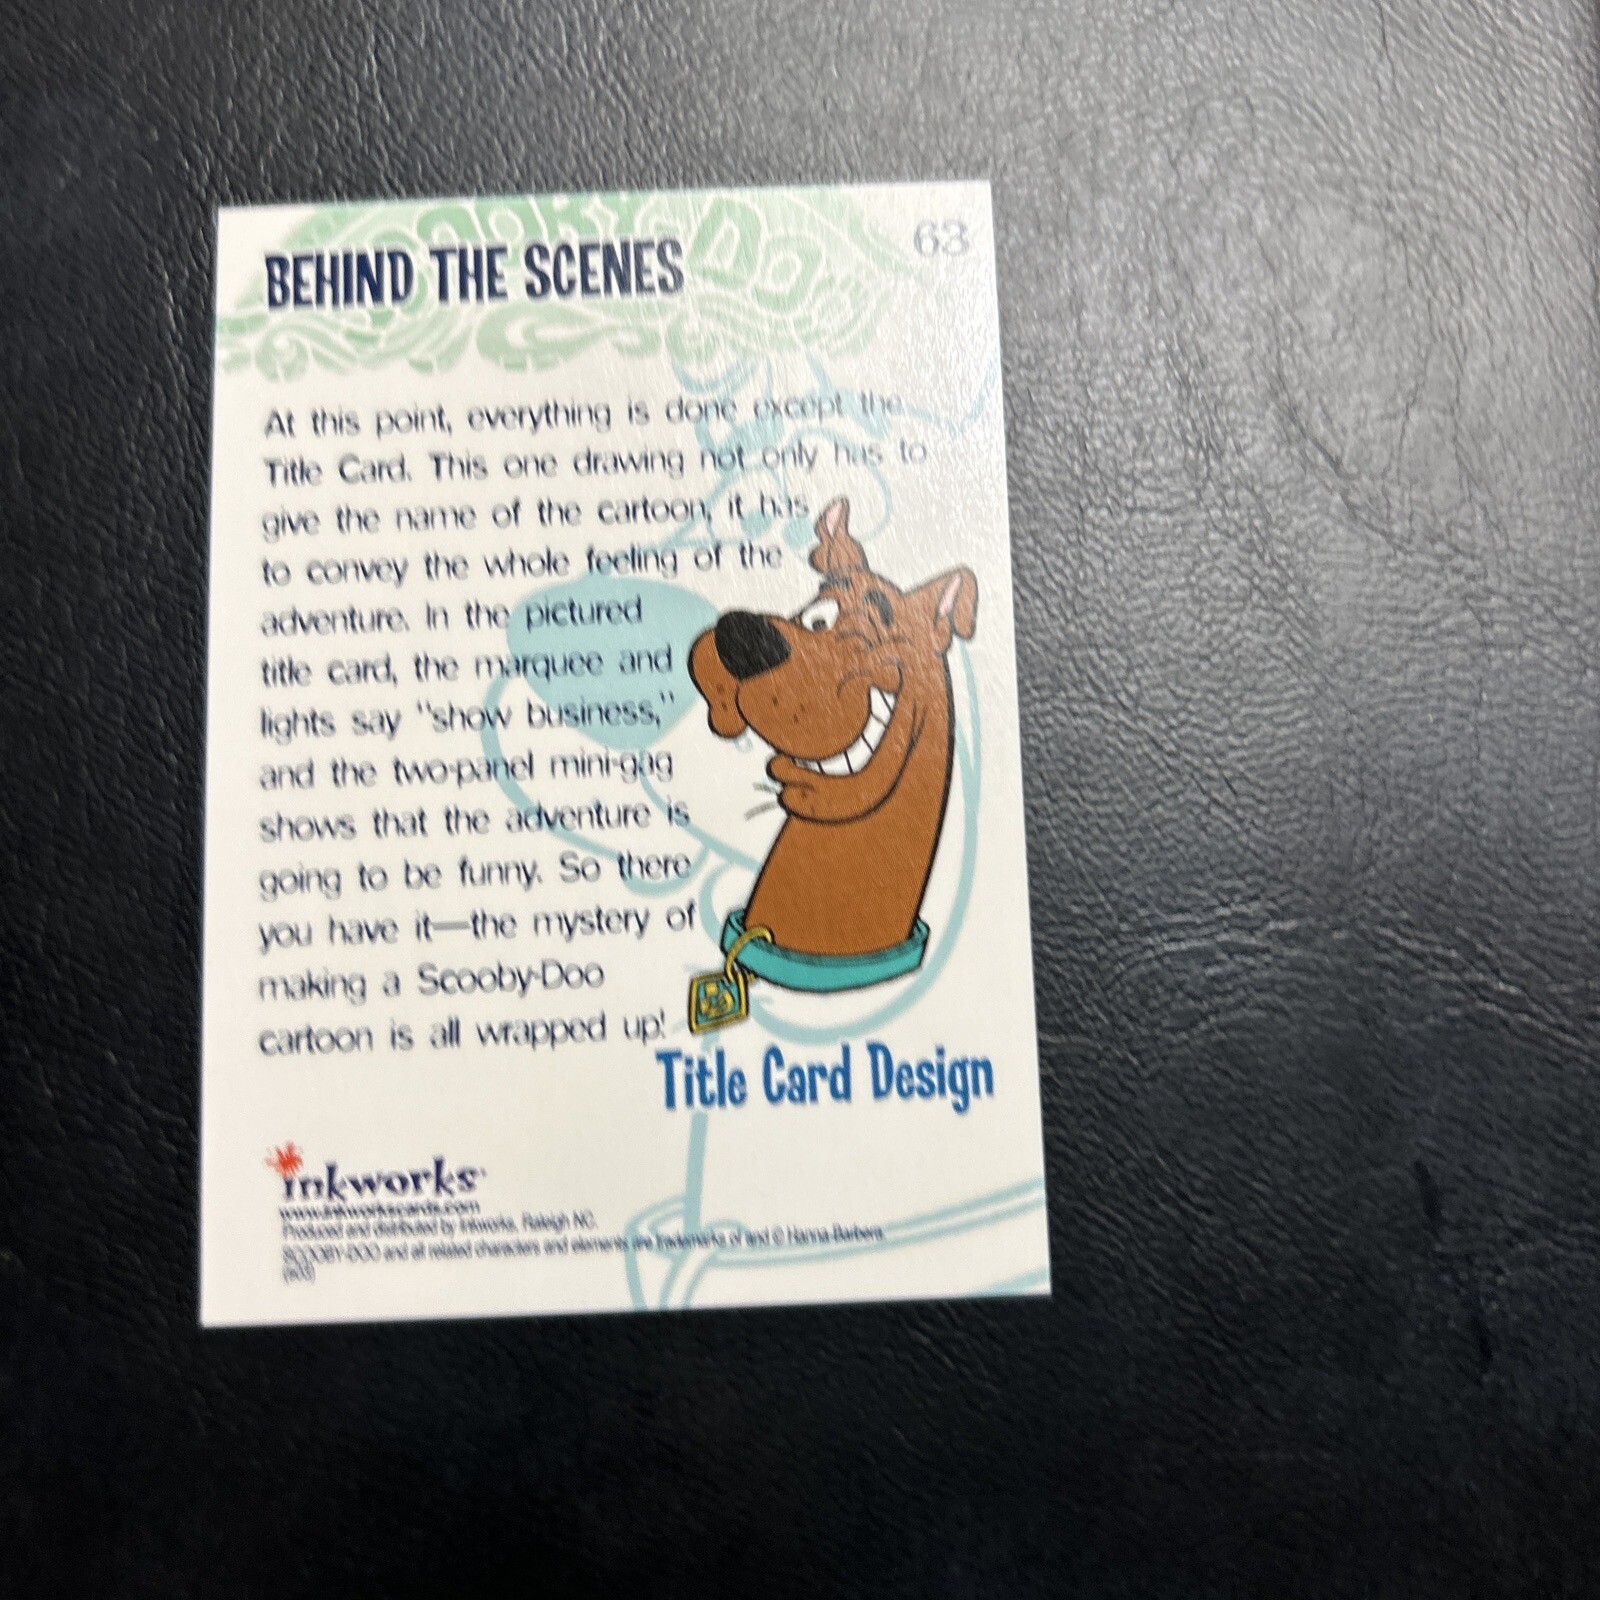 63
BEHIND THE SCENES
At this point, everything is done except the
Title Card. This one drawing not only has to
give the name of the cartoon, it has
to convey the whole feeling of the
adventure. In the pictured
title card, the marquee and
lights say "show business,"
and the two-panel mini-gag
shows that the adventure is
going to be funny. So there
you have it—the mystery of
making a Scooby-Doo
cartoon is all wrapped up!
Title Card Design
inkworks
www.inkworkscards.com
Produced and distributed by Inkworks, Raleigh NC.
SCOOBY-DOO and all related characters and elements are trademarks of and © Hanna-Barbera.
(s03)